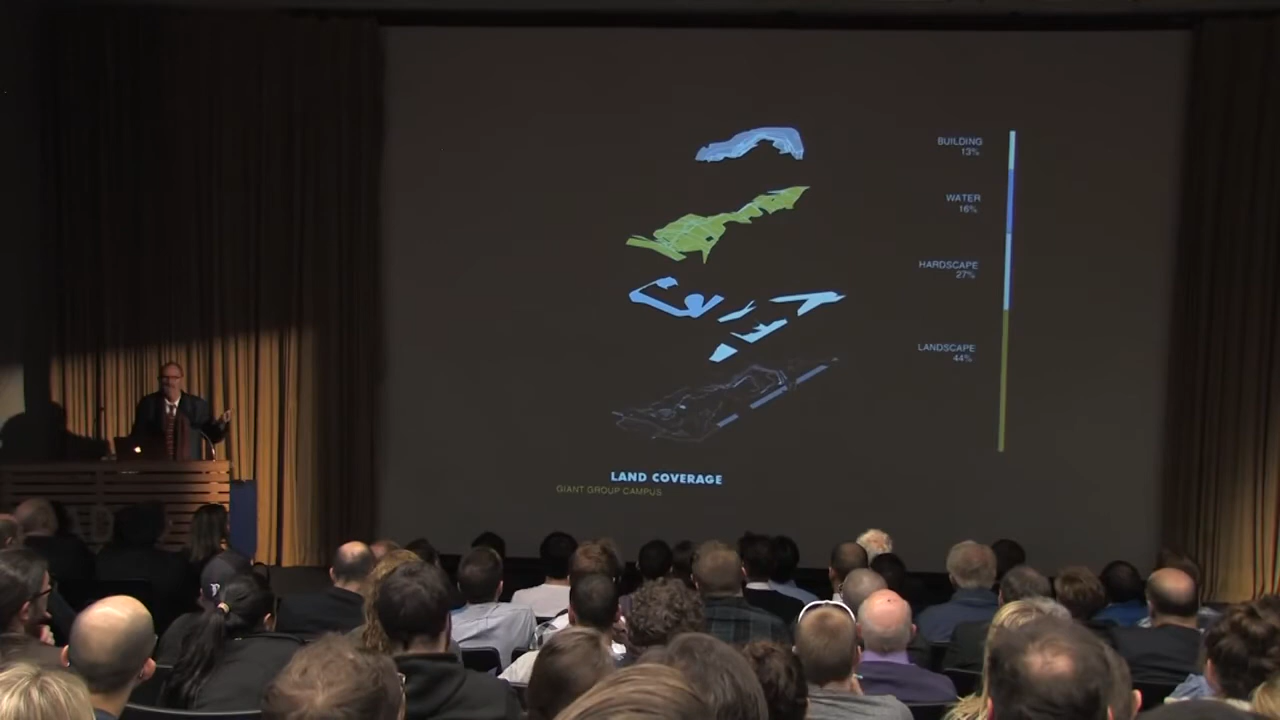 BUILDING
13%
WATER
16%
HARDSCAPE
27%
LANDSCAPE
44%
LAND COVERAGE
GIANT GROUP CAMPUS